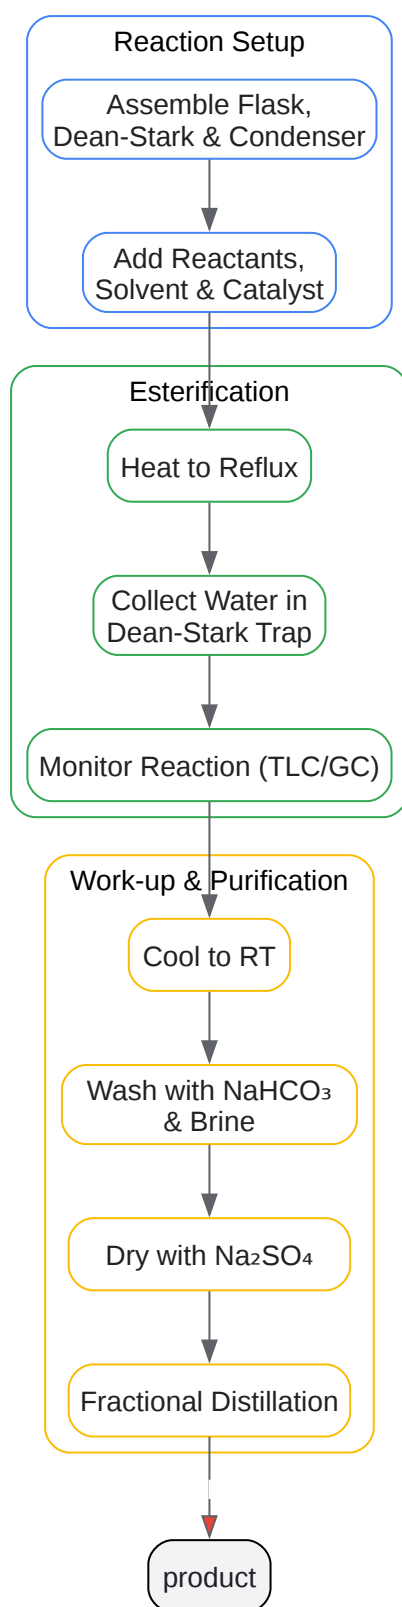 Reaction Setup
Assemble Flask,
Dean-Stark & Condenser
Add Reactants,
Solvent & Catalyst
Esterification
Heat to Reflux
Collect Water in
Dean-Stark Trap
Monitor Reaction (TLC/GC)
Work-up & Purification
Cool to RT
Wash with NaHCO₃
& Brine
Dry with Na₂SO₄
Fractional Distillation
product